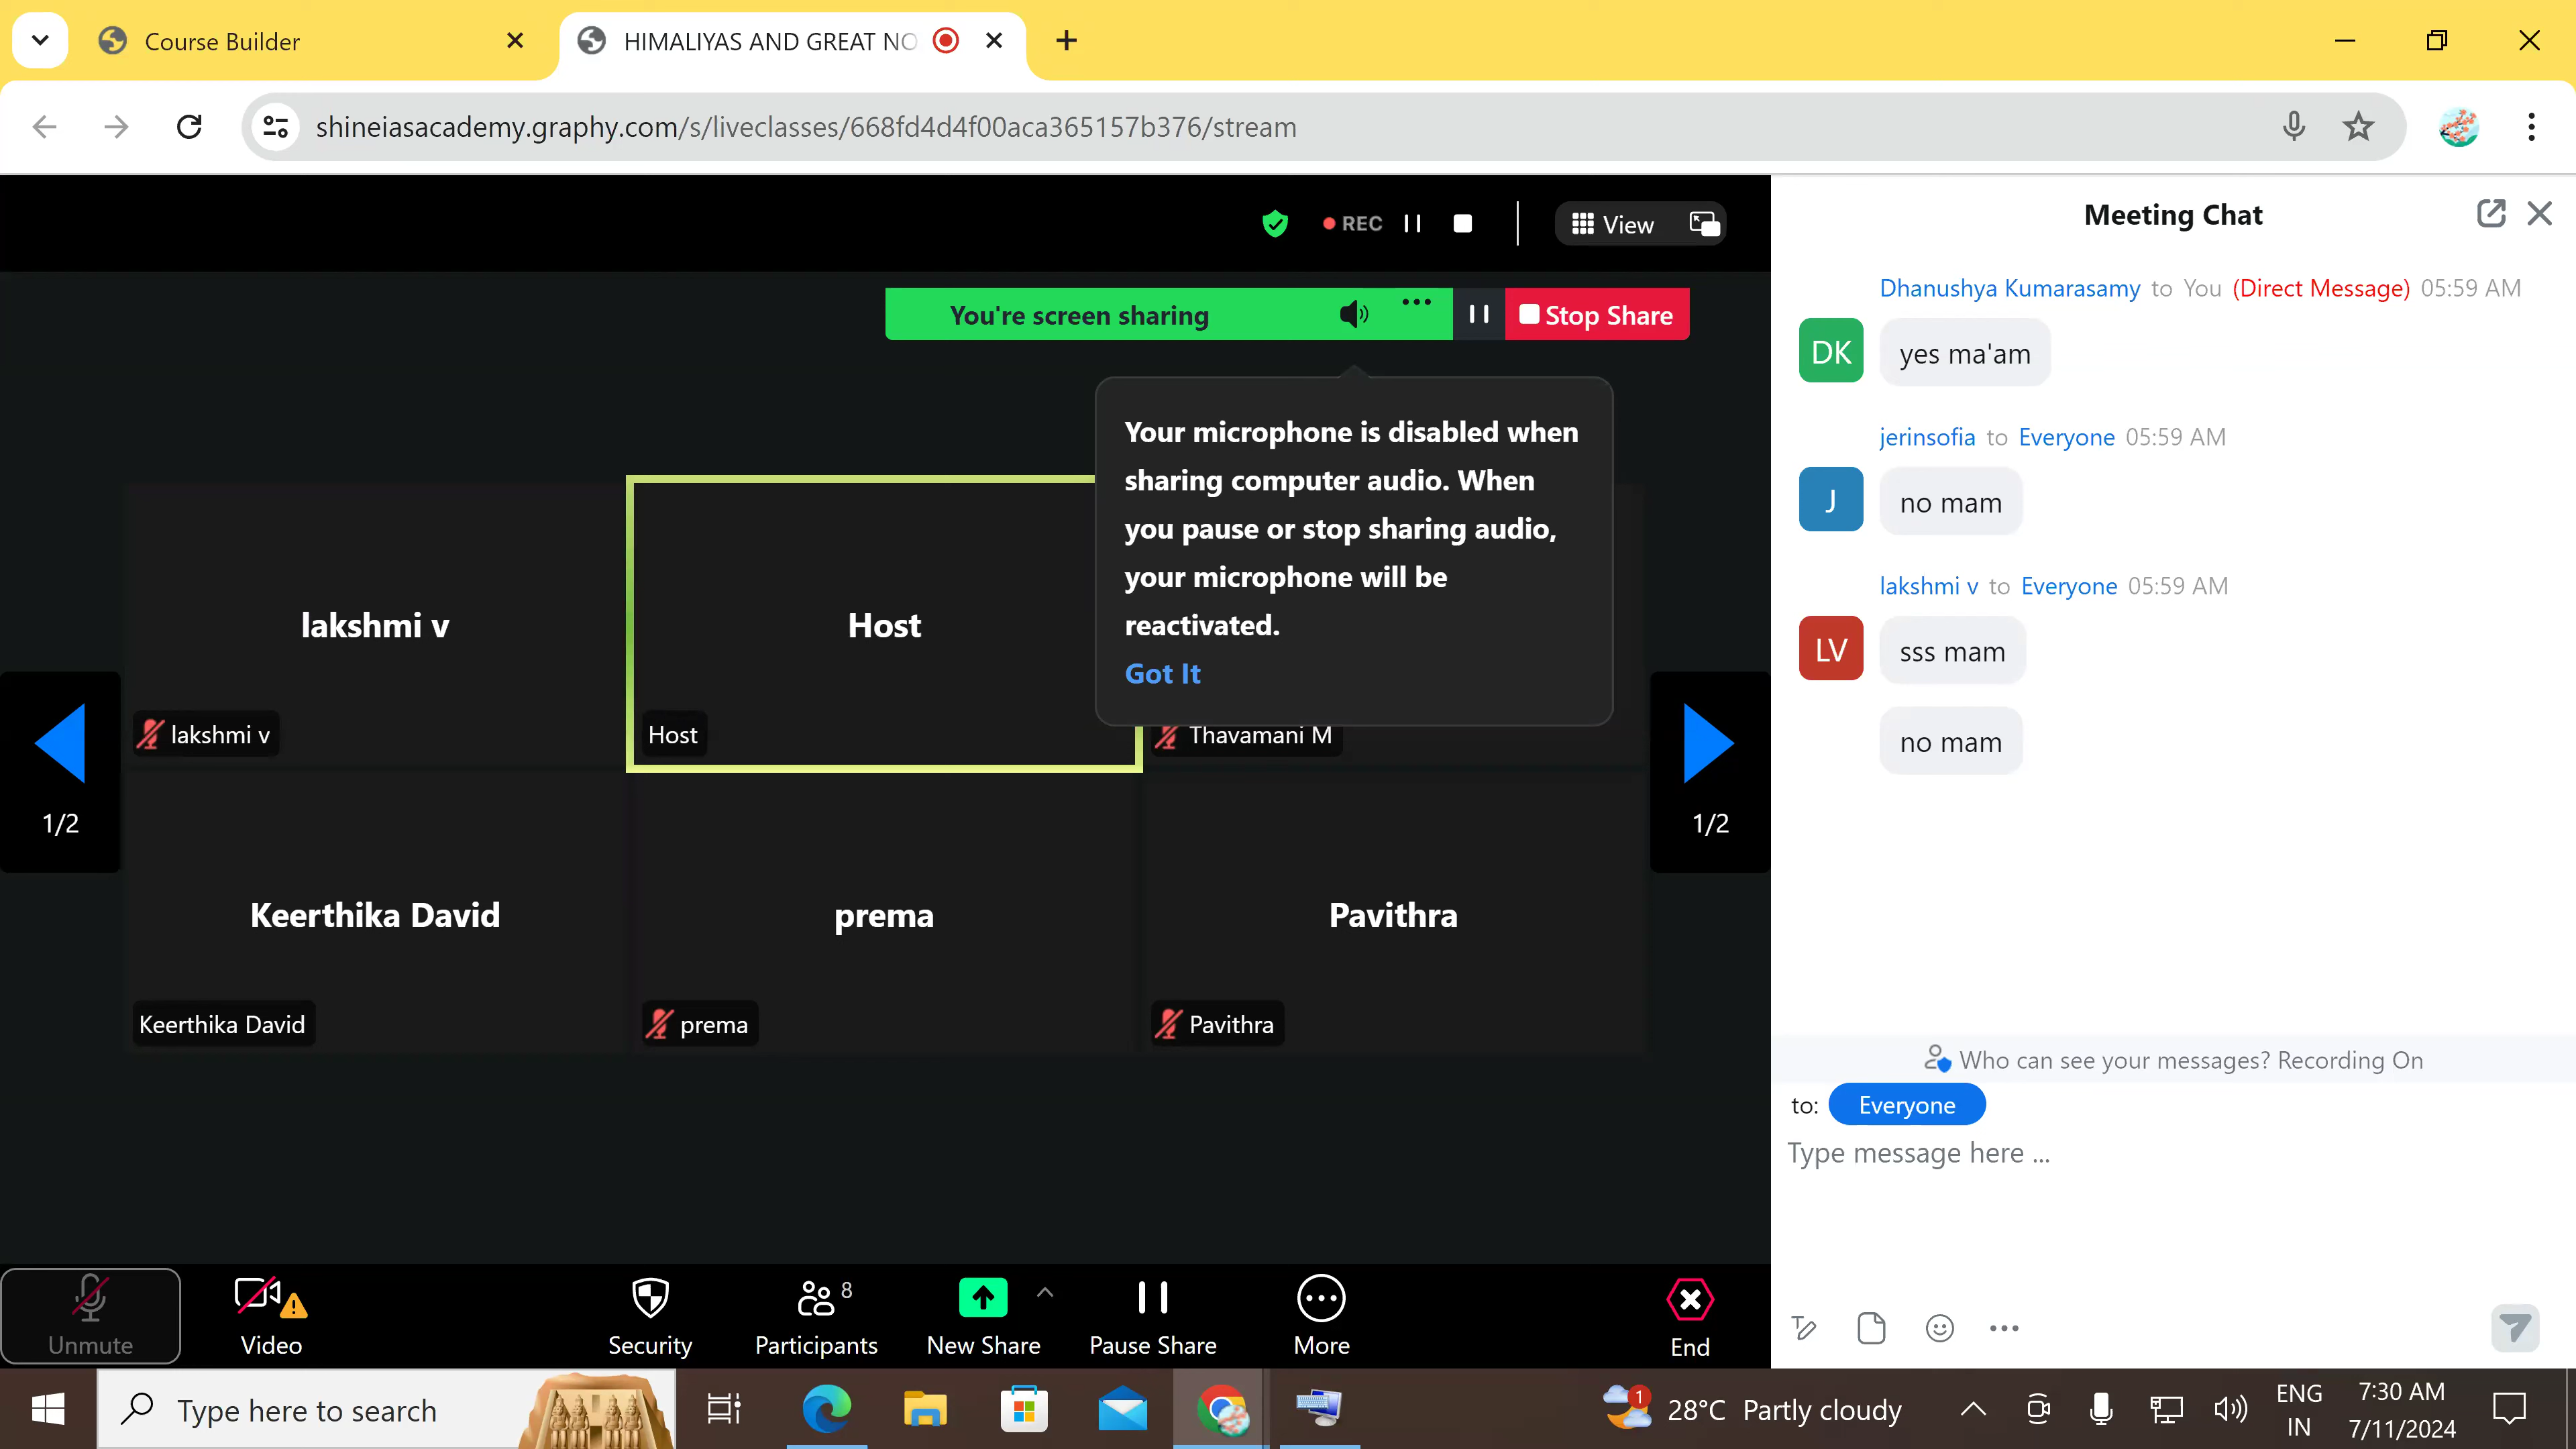 Course Builder
HIMALIYAS AND GREAT NO
shineiasacademy.graphy.com/s/liveclasses/668fd4d4f00aca365157b376/stream
REC
View
You're screen sharing
Stop Share
Your microphone is disabled when
sharing computer audio. When
you pause or stop sharing audio,
your microphone will be
reactivated.
Got It
lakshmi v
Host
lakshmi v
Host
Thavamani M
1/2
1/2
Keerthika David
prema
Pavithra
Keerthika David
prema
Pavithra
Unmute
Video
Security
Participants
8
New Share
Pause Share
More
End
Meeting Chat
Dhanushya Kumarasamy to You (Direct Message) 05:59 AM
DK
yes ma'am
jerinsofia to Everyone 05:59 AM
J
no mam
lakshmi v to Everyone 05:59 AM
LV
sss mam
no mam
Who can see your messages? Recording On
to: Everyone
Type message here ...
Type here to search
1
28°C Partly cloudy
ENG
IN
7:30 AM
7/11/2024